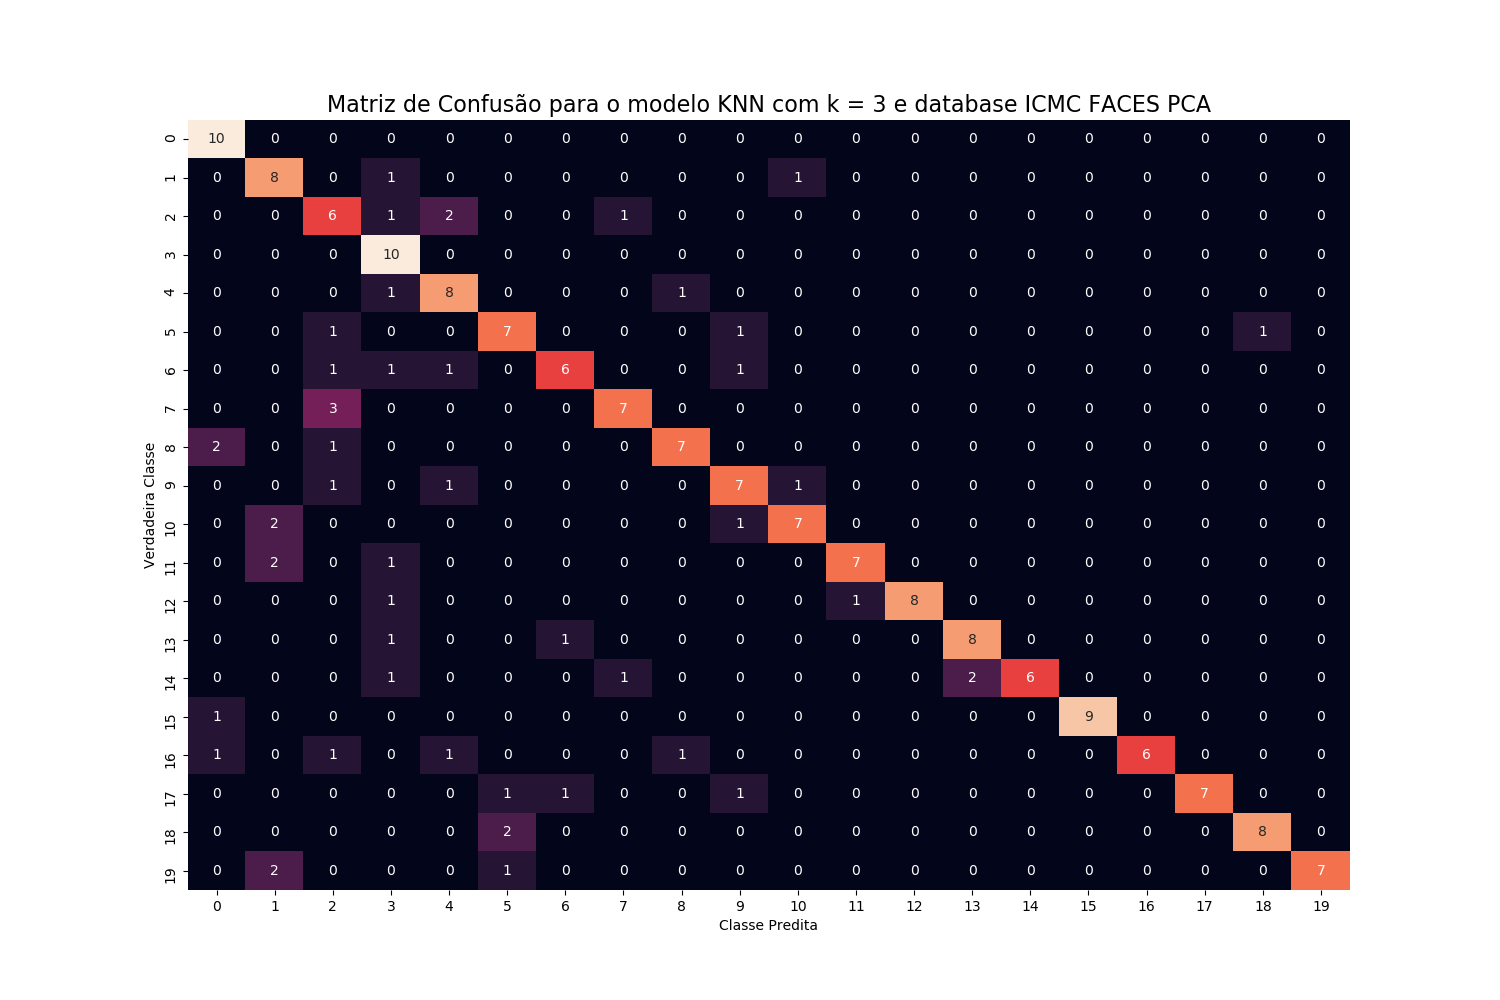 Matriz de Confusão para o modelo KNN com k = 3 e database ICMC FACES PCA
0 10 0 0 0 0 0 0 0 0 0 0 0 0 0 0 0 0 0 0 0
1 0 8 0 1 0 0 0 0 0 0 1 0 0 0 0 0 0 0 0 0
2 0 0 6 1 2 0 0 1 0 0 0 0 0 0 0 0 0 0 0 0
3 0 0 0 10 0 0 0 0 0 0 0 0 0 0 0 0 0 0 0 0
4 0 0 0 1 8 0 0 0 1 0 0 0 0 0 0 0 0 0 0 0
5 0 0 1 0 0 7 0 0 0 1 0 0 0 0 0 0 0 0 1 0
6 0 0 1 1 1 0 6 0 0 1 0 0 0 0 0 0 0 0 0 0
7 0 0 3 0 0 0 0 7 0 0 0 0 0 0 0 0 0 0 0 0
8 2 0 1 0 0 0 0 0 7 0 0 0 0 0 0 0 0 0 0 0
9 0 0 1 0 1 0 0 0 0 7 1 0 0 0 0 0 0 0 0 0
10 0 2 0 0 0 0 0 0 0 1 7 0 0 0 0 0 0 0 0 0
11 0 2 0 1 0 0 0 0 0 0 0 7 0 0 0 0 0 0 0 0
12 0 0 0 1 0 0 0 0 0 0 0 1 8 0 0 0 0 0 0 0
13 0 0 0 1 0 0 1 0 0 0 0 0 0 8 0 0 0 0 0 0
14 0 0 0 1 0 0 0 1 0 0 0 0 0 2 6 0 0 0 0 0
15 1 0 0 0 0 0 0 0 0 0 0 0 0 0 0 9 0 0 0 0
16 1 0 1 0 1 0 0 0 1 0 0 0 0 0 0 0 6 0 0 0
17 0 0 0 0 0 1 1 0 0 1 0 0 0 0 0 0 0 7 0 0
18 0 0 0 0 0 2 0 0 0 0 0 0 0 0 0 0 0 0 8 0
19 0 2 0 0 0 1 0 0 0 0 0 0 0 0 0 0 0 0 0 7
0 1 2 3 4 5 6 7 8 9 10 11 12 13 14 15 16 17 18 19
Classe Predita
Verdadeira Classe